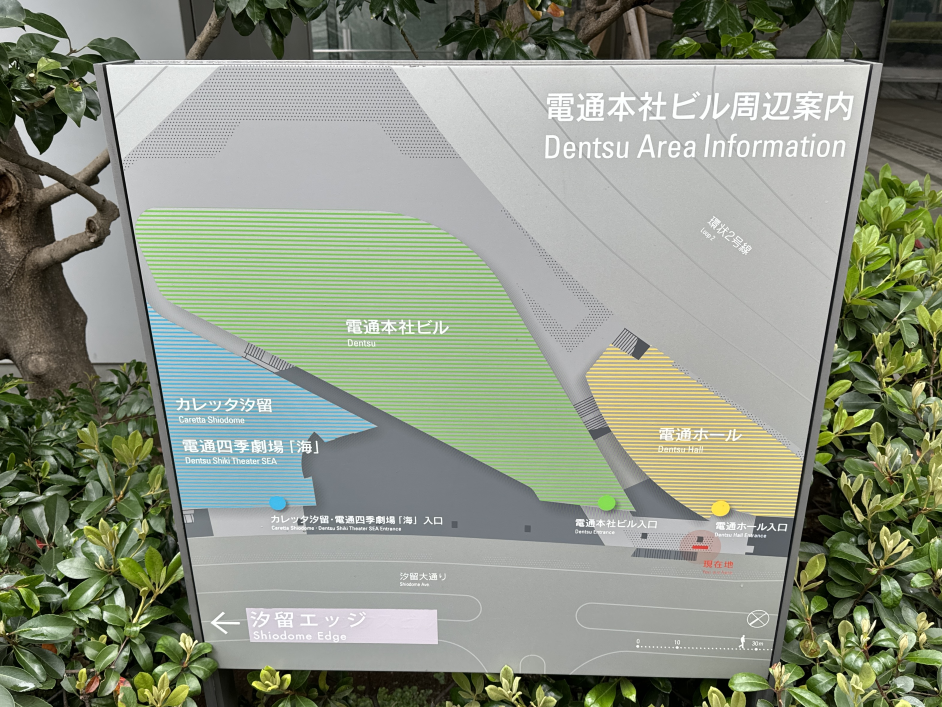 電通本社ビル周辺案内
Dentsu Area Information
環状2号線
Loop 2
電通本社ビル
Dentsu
カレッタ汐留
Caretta Shiodome
電通四季劇場「海」
Dentsu Shiki Theater SEA
電通ホール
Dentsu Hall
カレッタ汐留・電通四季劇場「海」 入口
Caretta Shiodome・Dentsu Shiki Theater SEA Entrance
電通本社ビル入口
Dentsu Entrance
電通ホール入口
Dentsu Hall Entrance
現在地
汐留大通り
Shiodome Ave
汐留エッジ
Shiodome Edge
0 10 30m